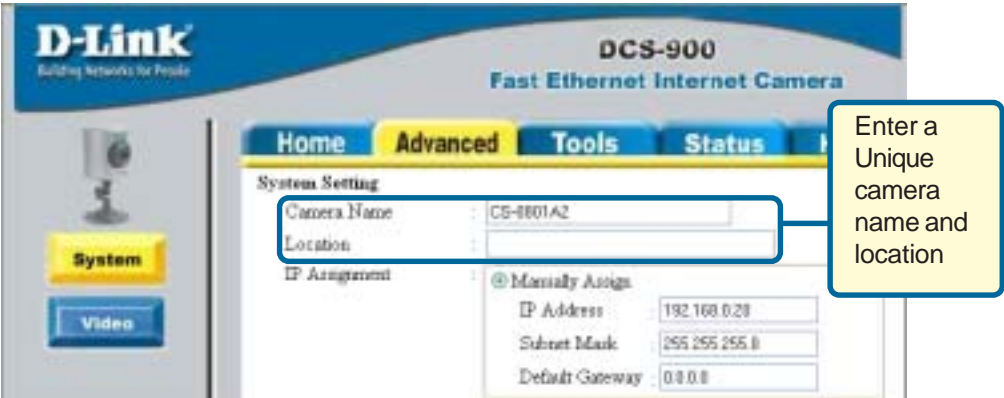 D-Link
Building Networks for People
DCS-900
Fast Ethernet Internet Camera
Home Advanced Tools Status
System Setting
Camera Name : CS-8801A2
Location :
IP Assignment : Manually Assign
IP Address : 192.168.0.20
Subnet Mask : 255.255.255.0
Default Gateway : 0.0.0.0
System
Video
Enter a
Unique
camera
name and
location